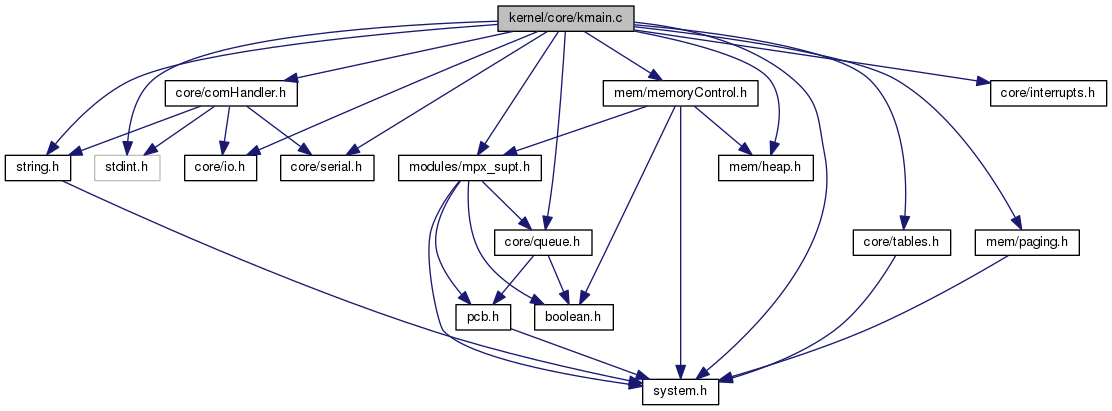 kernel/core/kmain.c
core/comHandler.h
mem/memoryControl.h
core/interrupts.h
string.h
stdint.h
core/io.h
core/serial.h
modules/mpx_supt.h
mem/heap.h
core/queue.h
core/tables.h
mem/paging.h
pcb.h
boolean.h
system.h